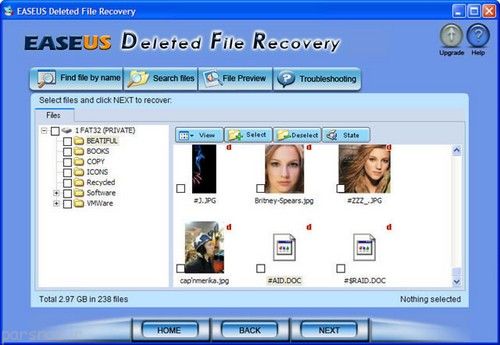 EASEUS Deleted File Recovery
EASEUS Deleted File Recovery
Upgrade Help
Find file by name Search files File Preview Troubleshooting
Select files and click NEXT to recover:
Files
1 FAT32 (PRIVATE)
BEATIFUL
BOOKS
COPY
ICONS
Recycled
Software
VMWare
View Select Deselect State
d d d
#J.JPG Britney-Spears.jpg #ZZZ_.JPG
d d d
cap'nmerika.jpg #AID.DOC #$RAID.DOC
Total 2.97 GB in 238 files Nothing selected
HOME BACK NEXT